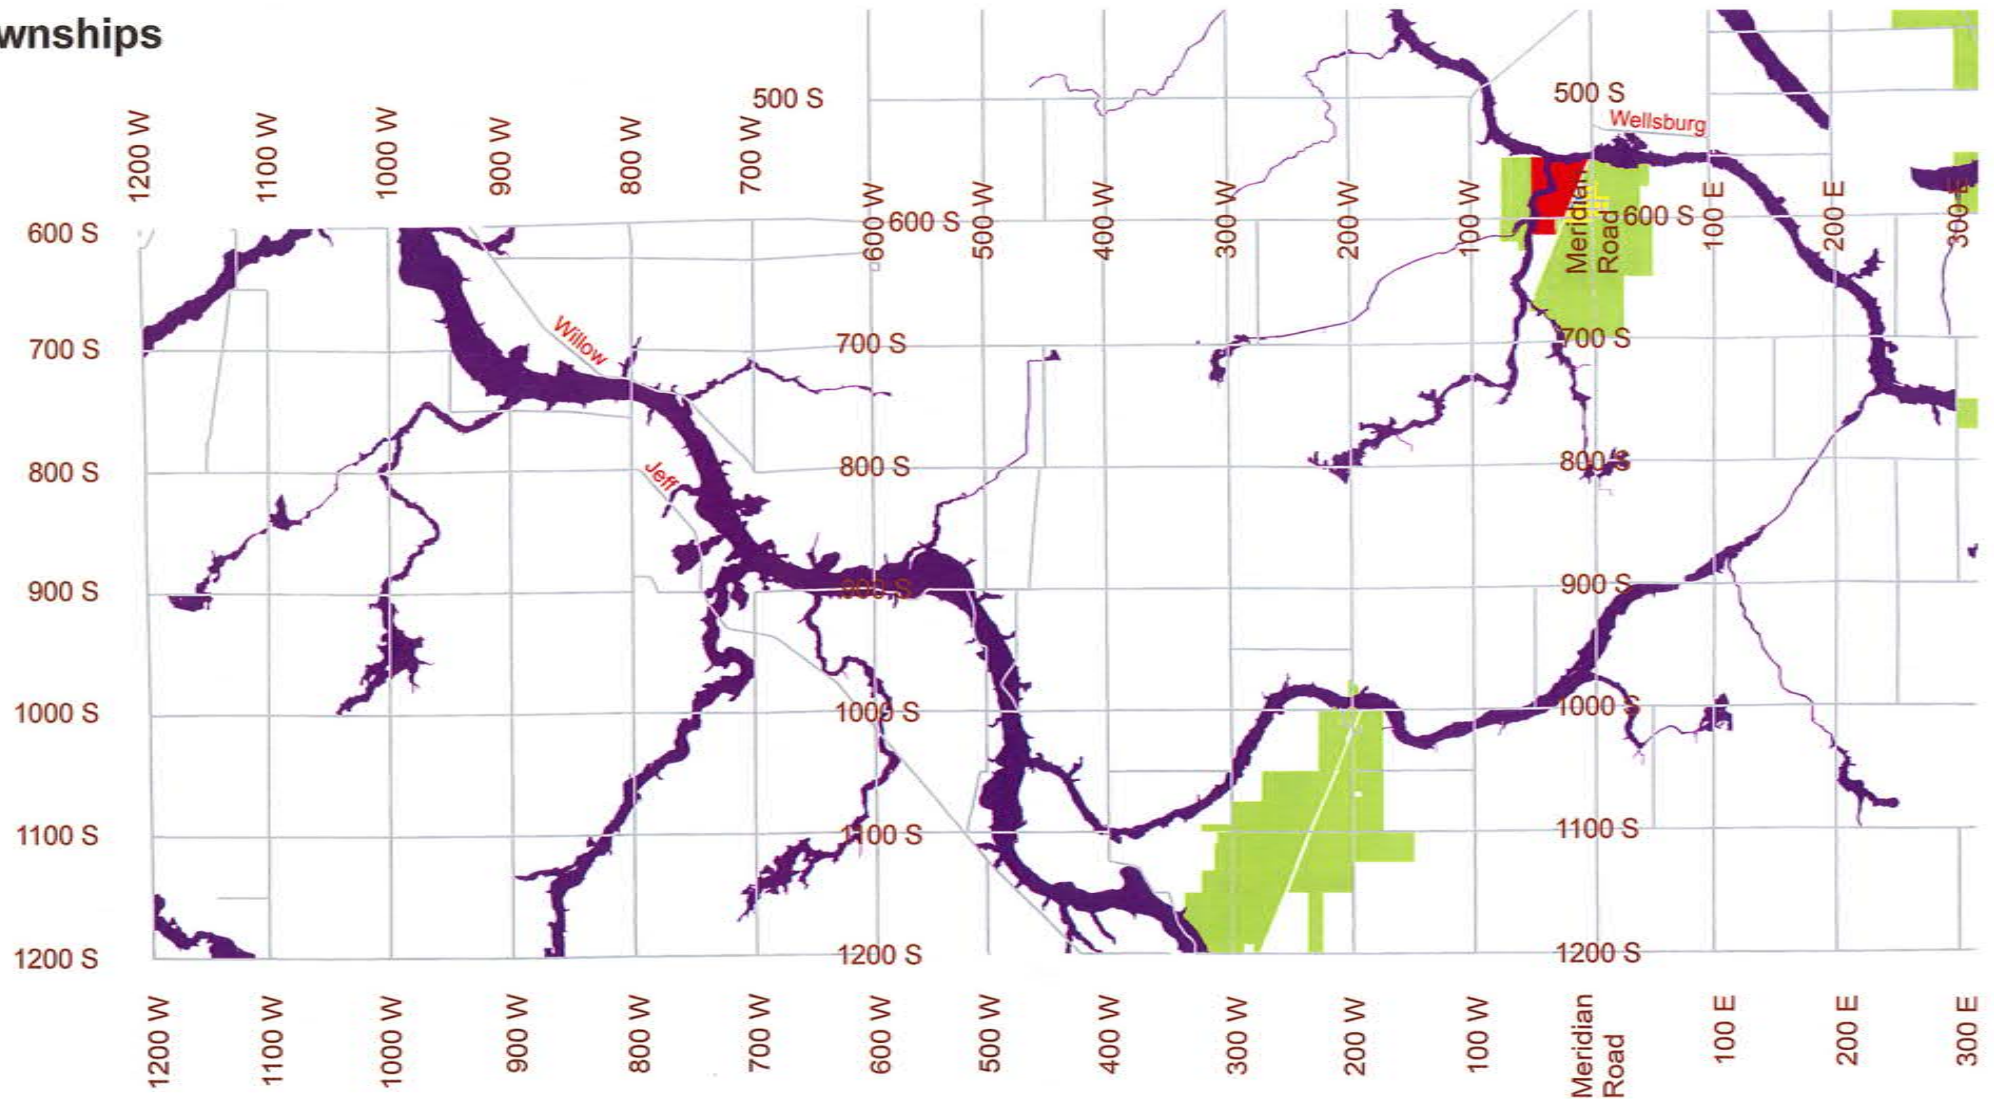 wnships
1200 W
1100 W
1000 W
900 W
800 W
700 W
500 S
500 S
Wellsburg
600 W
600 S
500 W
400 W
300 W
200 W
100 W
Meridian
Road
600 S
100 E
200 E
300 E
600 S
Willow
700 S
700 S
700 S
Jeff
800 S
800 S
800 S
900 S
900 S
900 S
1000 S
1000 S
1000 S
1100 S
1100 S
1100 S
1200 S
1200 S
1200 S
1200 W
1100 W
1000 W
900 W
800 W
700 W
600 W
500 W
400 W
300 W
200 W
100 W
Meridian
Road
100 E
200 E
300 E